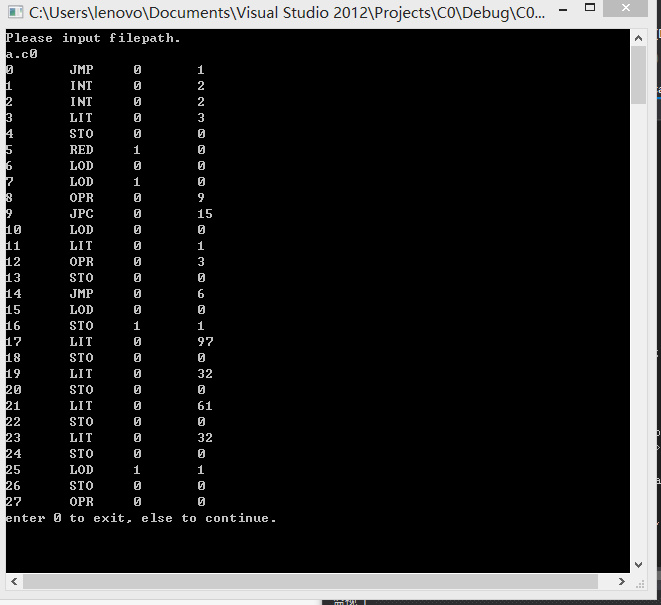 C:\Users\lenovo\Documents\Visual Studio 2012\Projects\C0\Debug\C0...
Please input filepath.
a.c0
0 JMP 0 1
1 INT 0 2
2 INT 0 2
3 LIT 0 3
4 STO 0 0
5 RED 1 0
6 LOD 0 0
7 LOD 1 0
8 OPR 0 9
9 JPC 0 15
10 LOD 0 0
11 LIT 0 1
12 OPR 0 3
13 STO 0 0
14 JMP 0 6
15 LOD 0 0
16 STO 1 1
17 LIT 0 97
18 STO 0 0
19 LIT 0 32
20 STO 0 0
21 LIT 0 61
22 STO 0 0
23 LIT 0 32
24 STO 0 0
25 LOD 1 1
26 STO 0 0
27 OPR 0 0
enter 0 to exit, else to continue.